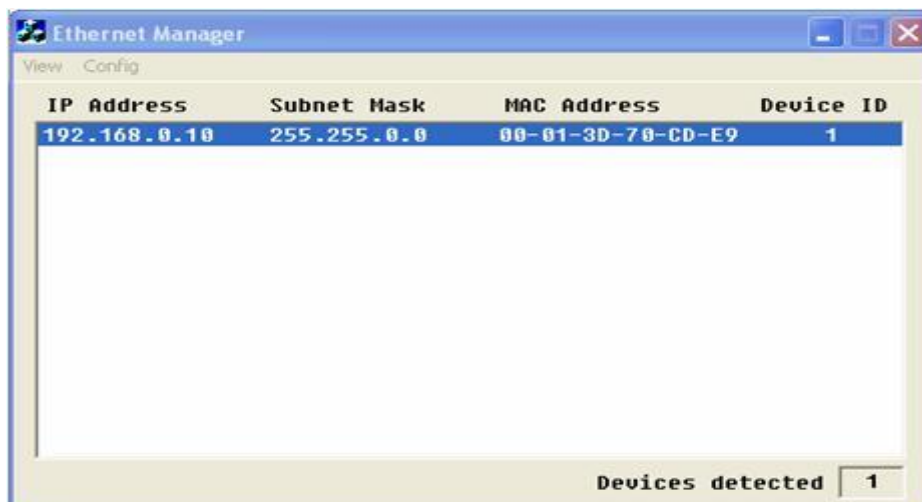 Ethernet Manager
View Config
IP Address Subnet Mask MAC Address Device ID
192.168.0.10 255.255.0.0 00-01-3D-70-CD-E9 1
Devices detected 1